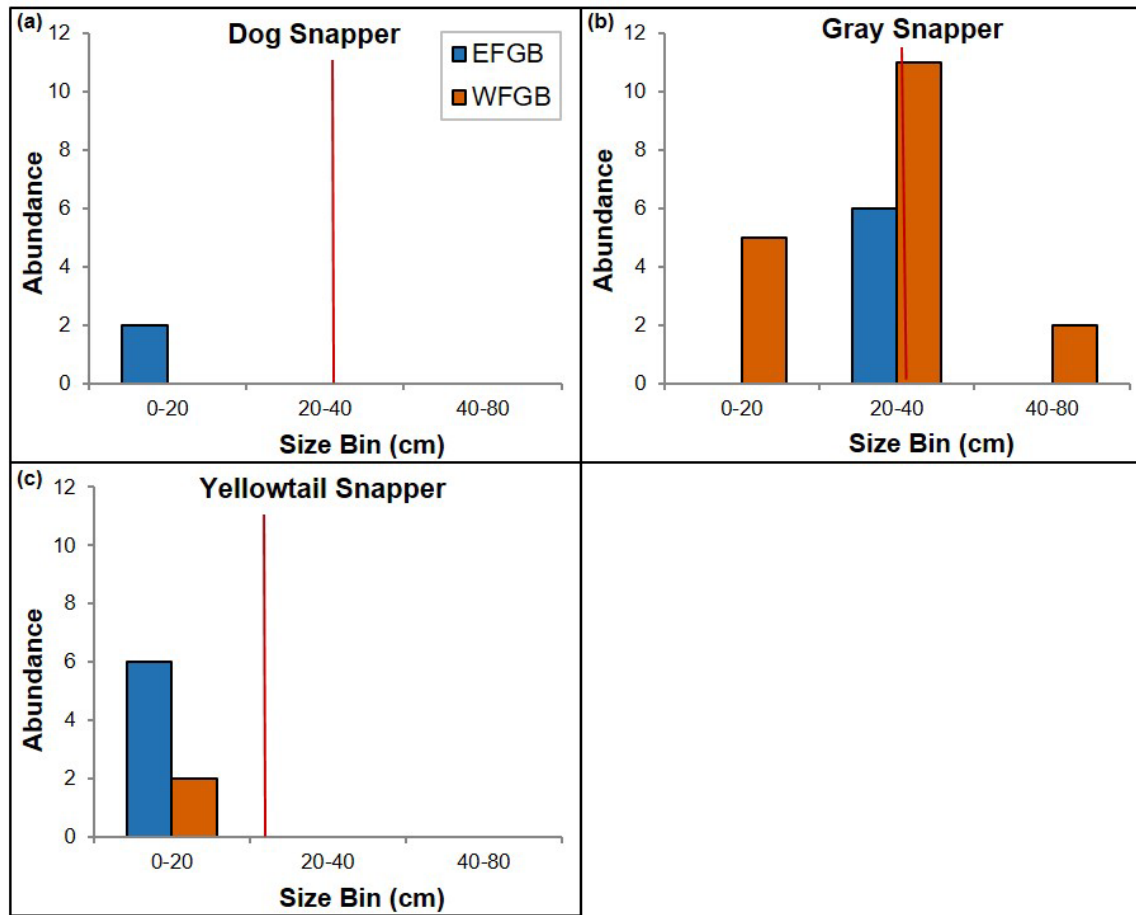 (a)
Dog Snapper
EFGB
WFGB
12
10
8
6
4
2
0
Abundance
0-20 20-40 40-80
Size Bin (cm)
(b)
Gray Snapper
12
10
8
6
4
2
0
Abundance
0-20 20-40 40-80
Size Bin (cm)
(c)
Yellowtail Snapper
12
10
8
6
4
2
0
Abundance
0-20 20-40 40-80
Size Bin (cm)